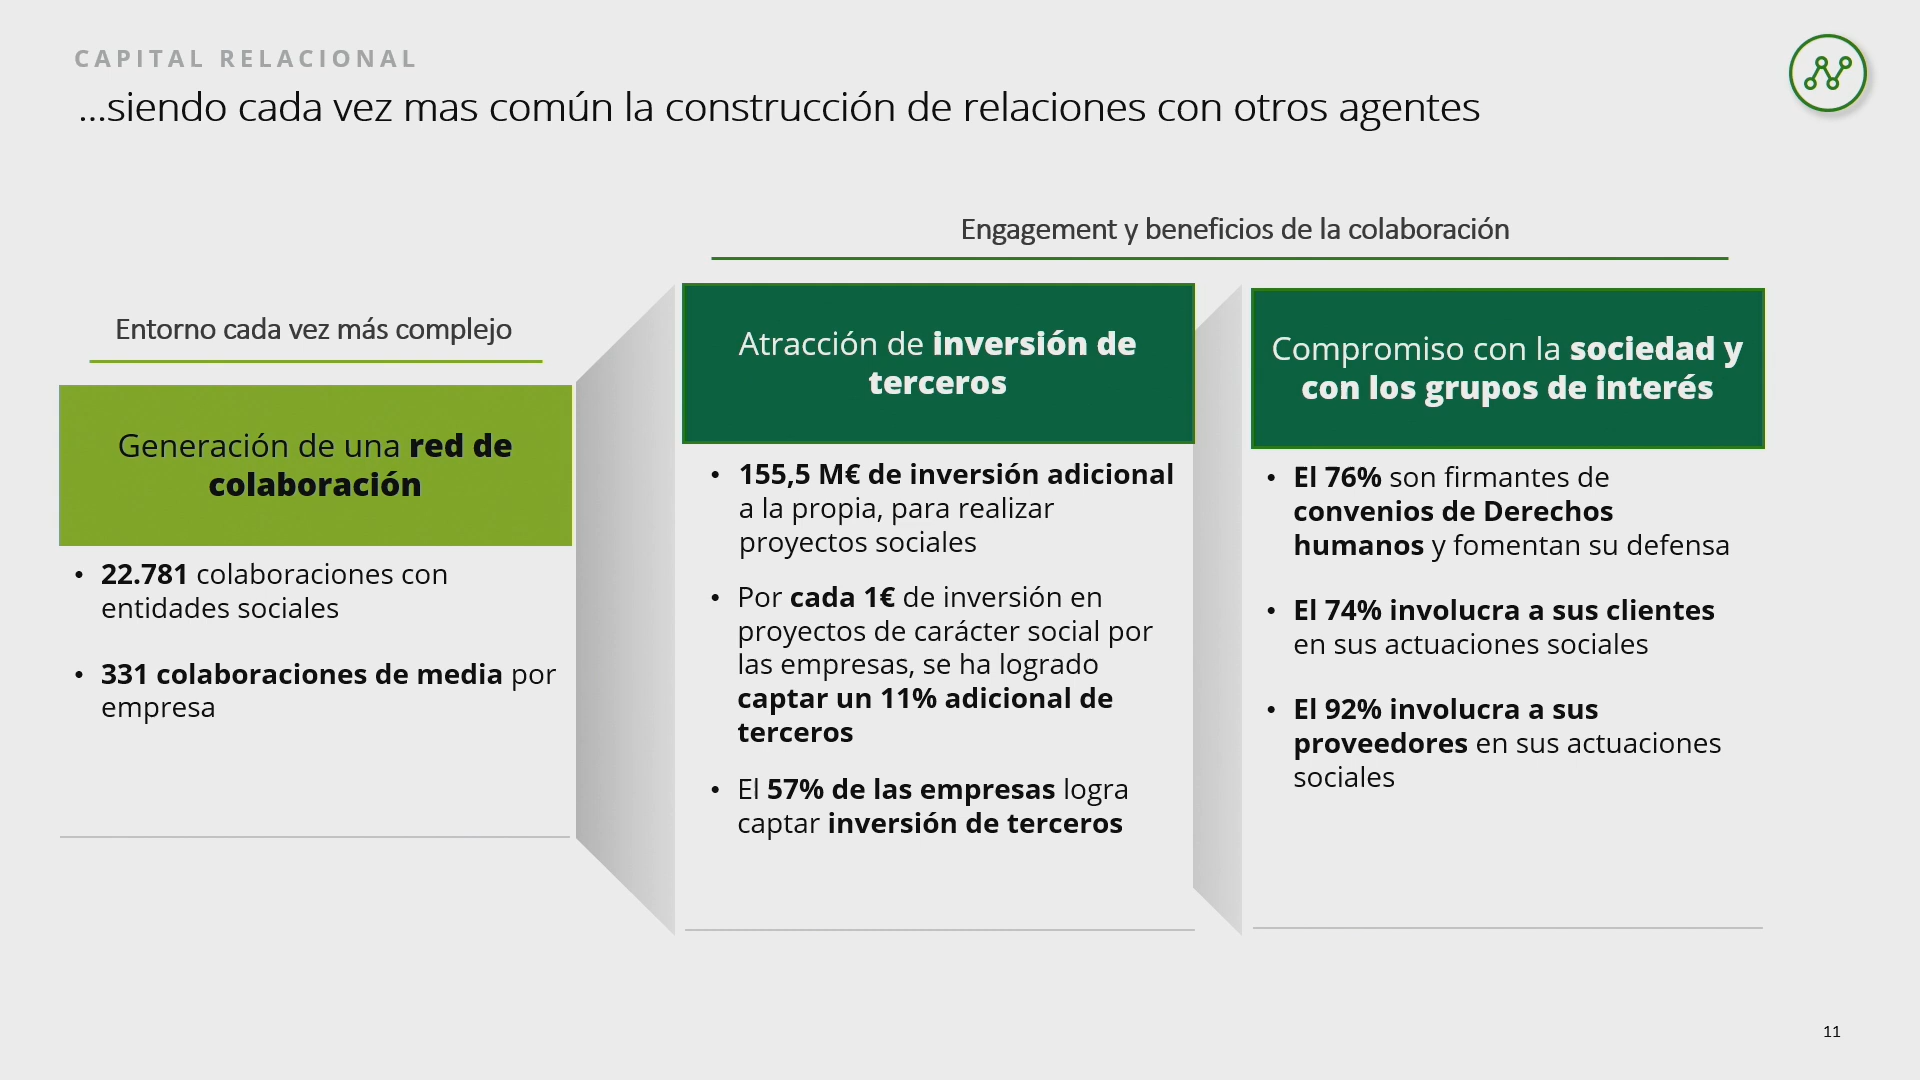 CAPITAL RELACIONAL
...siendo cada vez mas común la construcción de relaciones con otros agentes
Entorno cada vez más complejo
Generación de una red de
colaboración
• 22.781 colaboraciones con
entidades sociales
• 331 colaboraciones de media por
empresa
Engagement y beneficios de la colaboración
Atracción de inversión de
terceros
• 155,5 M€ de inversión adicional
a la propia, para realizar
proyectos sociales
• Por cada 1€ de inversión en
proyectos de carácter social por
las empresas, se ha logrado
captar un 11% adicional de
terceros
• El 57% de las empresas logra
captar inversión de terceros
Compromiso con la sociedad y
con los grupos de interés
• El 76% son firmantes de
convenios de Derechos
humanos y fomentan su defensa
• El 74% involucra a sus clientes
en sus actuaciones sociales
• El 92% involucra a sus
proveedores en sus actuaciones
sociales
11